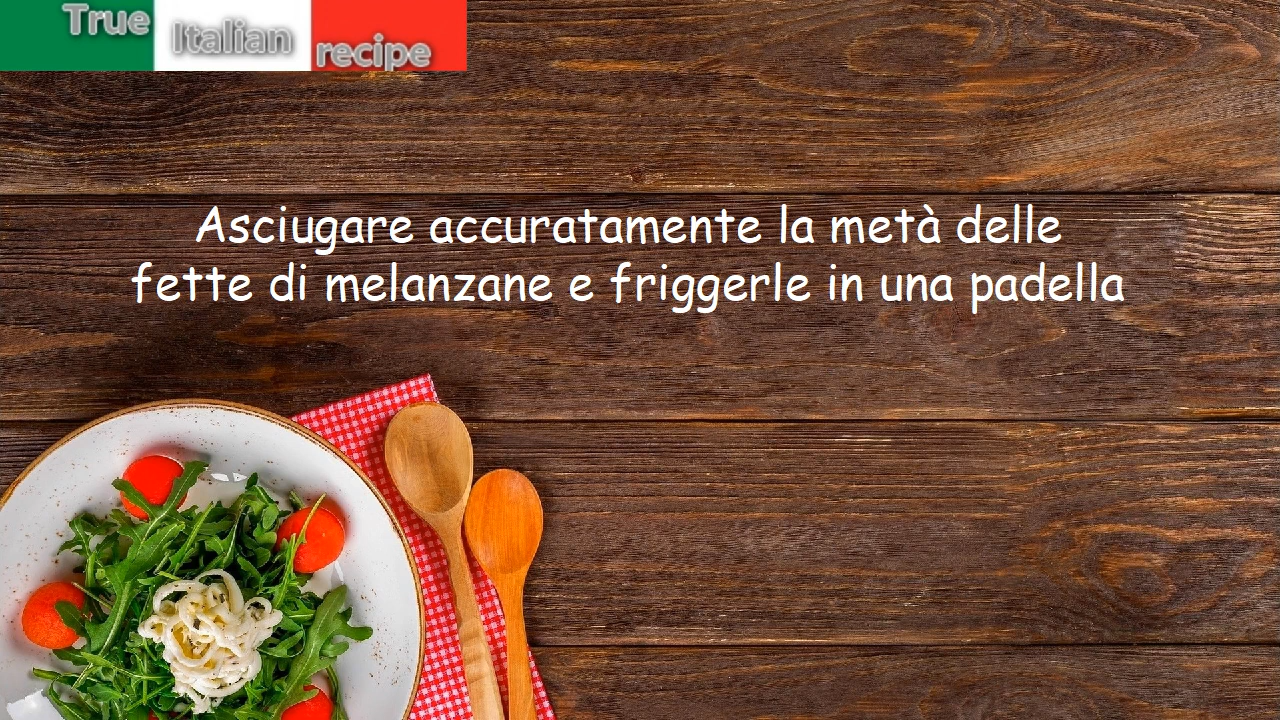 True
Italian
recipe
Asciugare accuratamente la metà delle
fette di melanzane e friggerle in una padella